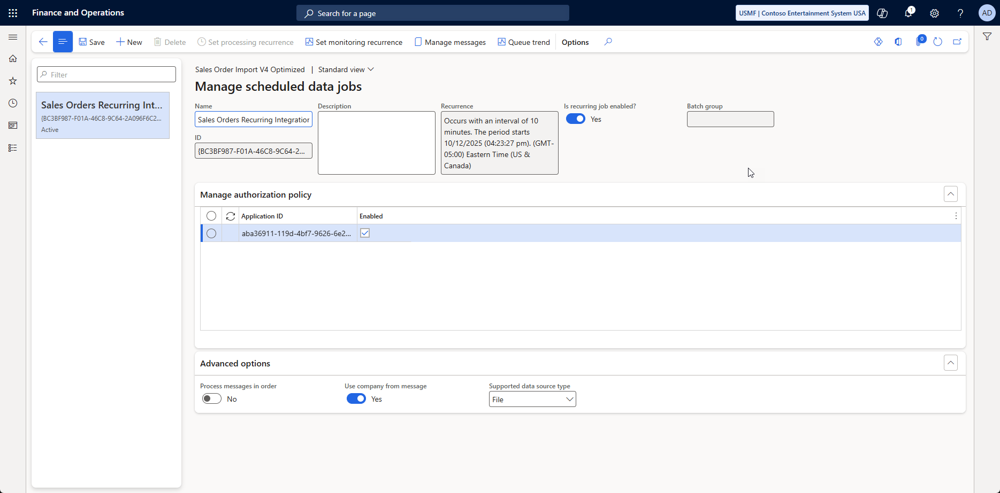 Finance and Operations
Search for a page
USMF | Contoso Entertainment System USA
1
AD
Save
New
Delete
Set processing recurrence
Set monitoring recurrence
Manage messages
Queue trend
Options
0
Filter
Sales Orders Recurring Int...
{BC3BF987-F01A-46C8-9C64-2A096F6C2...
Active
Sales Order Import V4 Optimized | Standard view
Manage scheduled data jobs
Name
Sales Orders Recurring Integration
ID
{BC3BF987-F01A-46C8-9C64-2...
Description
Recurrence
Occurs with an interval of 10
minutes. The period starts
10/12/2025 (04:23:27 pm). (GMT-
05:00) Eastern Time (US &
Canada)
Is recurring job enabled?
Yes
Batch group
Manage authorization policy
Application ID
Enabled
aba36911-119d-4bf7-9626-6e2...
Advanced options
Process messages in order
No
Use company from message
Yes
Supported data source type
File